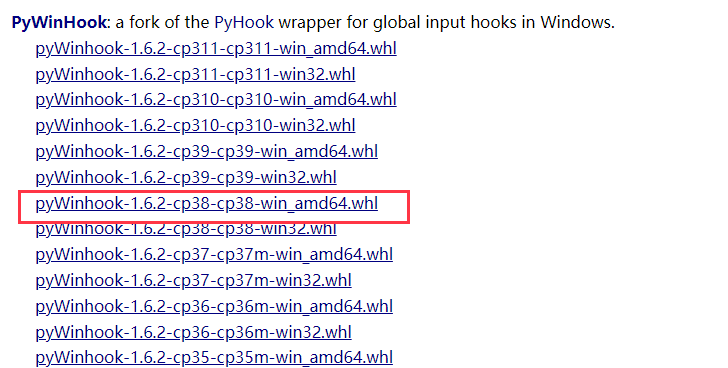 PyWinHook: a fork of the PyHook wrapper for global input hooks in Windows.
pyWinhook-1.6.2-cp311-cp311-win_amd64.whl
pyWinhook-1.6.2-cp311-cp311-win32.whl
pyWinhook-1.6.2-cp310-cp310-win_amd64.whl
pyWinhook-1.6.2-cp310-cp310-win32.whl
pyWinhook-1.6.2-cp39-cp39-win_amd64.whl
pyWinhook-1.6.2-cp39-cp39-win32.whl
pyWinhook-1.6.2-cp38-cp38-win_amd64.whl
pyWinhook-1.6.2-cp38-cp38-win32.whl
pyWinhook-1.6.2-cp37-cp37m-win_amd64.whl
pyWinhook-1.6.2-cp37-cp37m-win32.whl
pyWinhook-1.6.2-cp36-cp36m-win_amd64.whl
pyWinhook-1.6.2-cp36-cp36m-win32.whl
pyWinhook-1.6.2-cp35-cp35m-win_amd64.whl